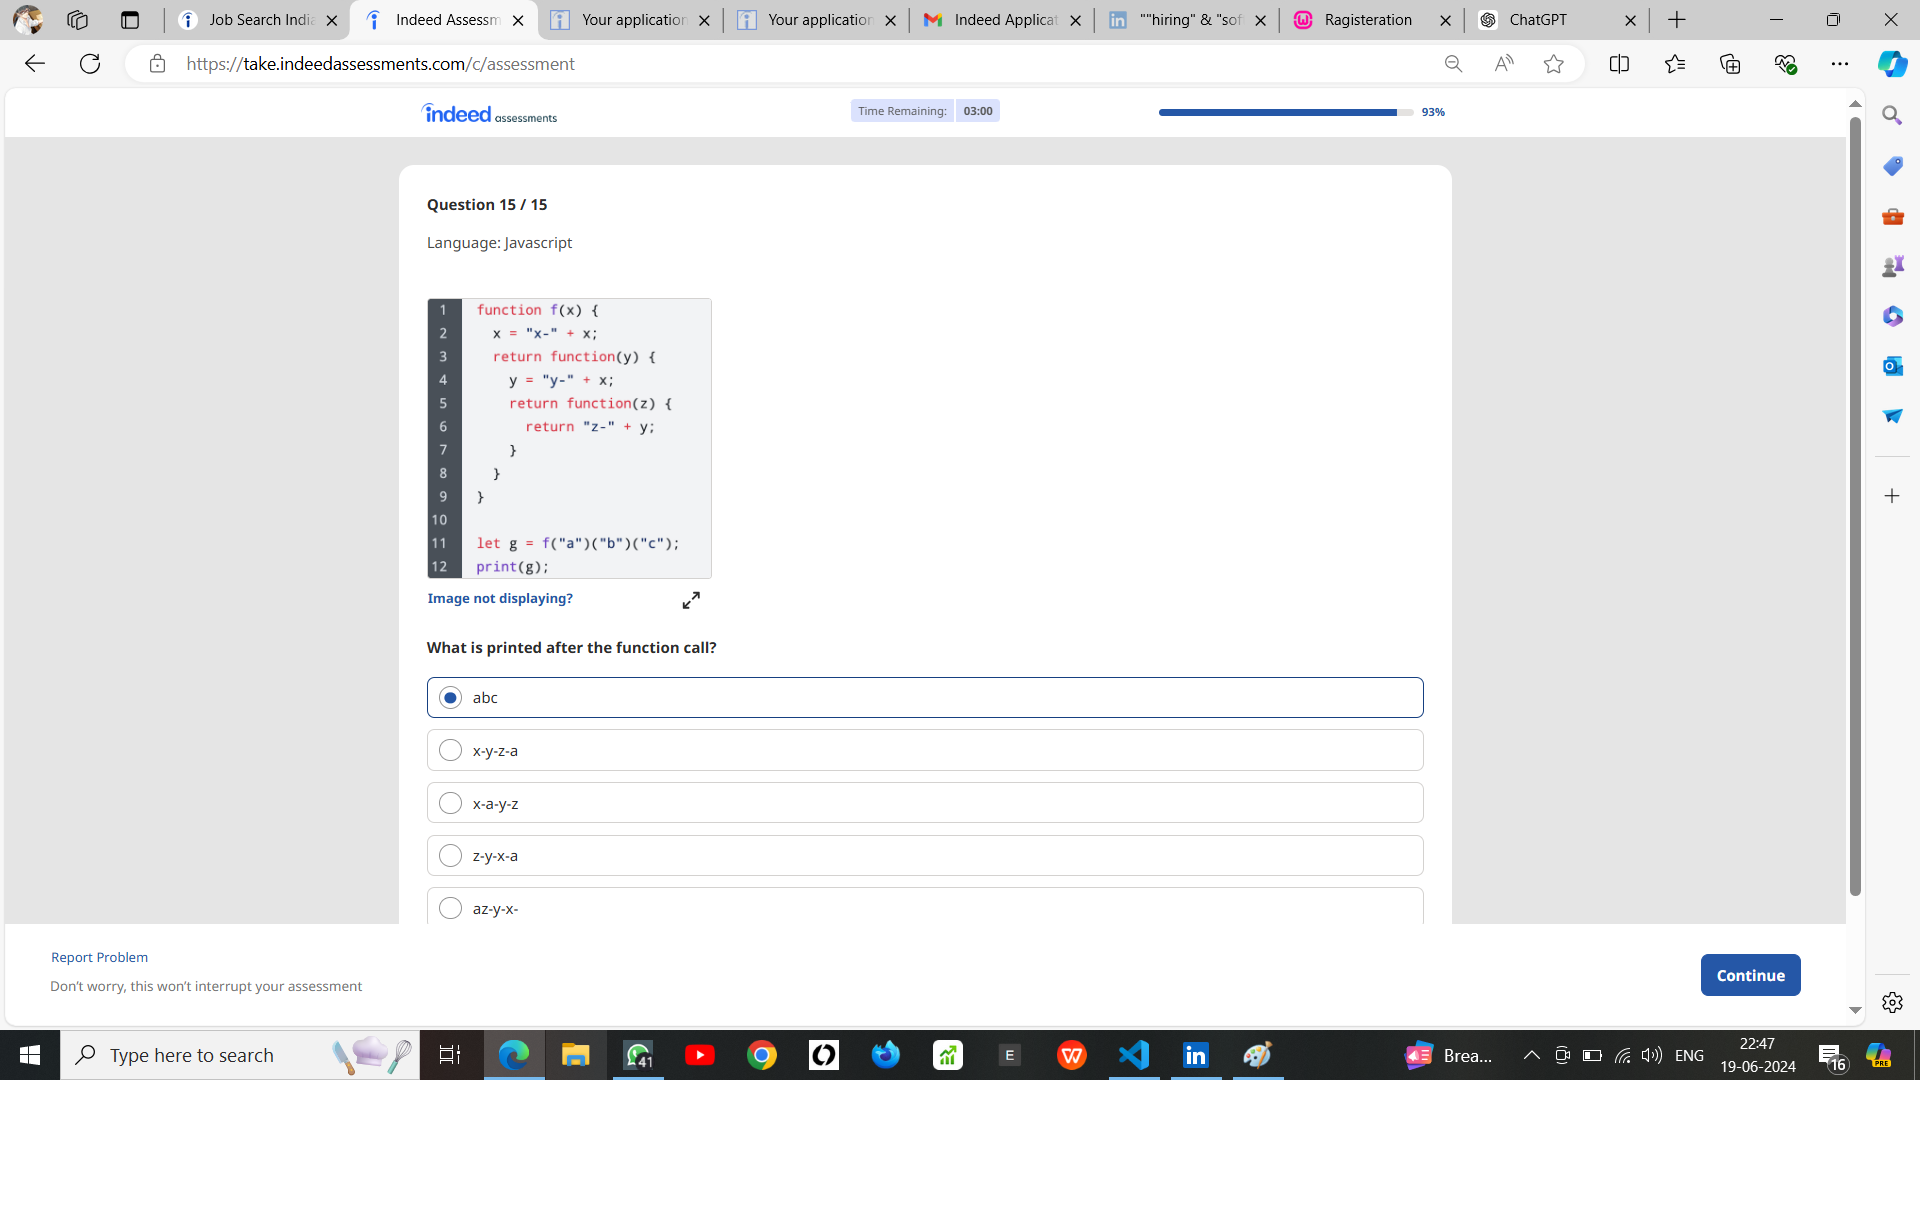 Job Search India
Indeed Assessm
Your application
Your application
Indeed Applicat
""hiring" & "sof
Ragisteration
ChatGPT
https://take.indeedassessments.com/c/assessment
indeed assessments
Time Remaining: 03:00
93%
Question 15 / 15
Language: Javascript
1 function f(x) {
2 x = "x-" + x;
3 return function(y) {
4 y = "y-" + x;
5 return function(z) {
6 return "z-" + y;
7 }
8 }
9 }
10
11 let g = f("a")("b")("c");
12 print(g);
Image not displaying?
What is printed after the function call?
abc
x-y-z-a
x-a-y-z
z-y-x-a
az-y-x-
Report Problem
Don't worry, this won't interrupt your assessment
Continue
Type here to search
41
E
Brea...
ENG
22:47
19-06-2024
16
PRE